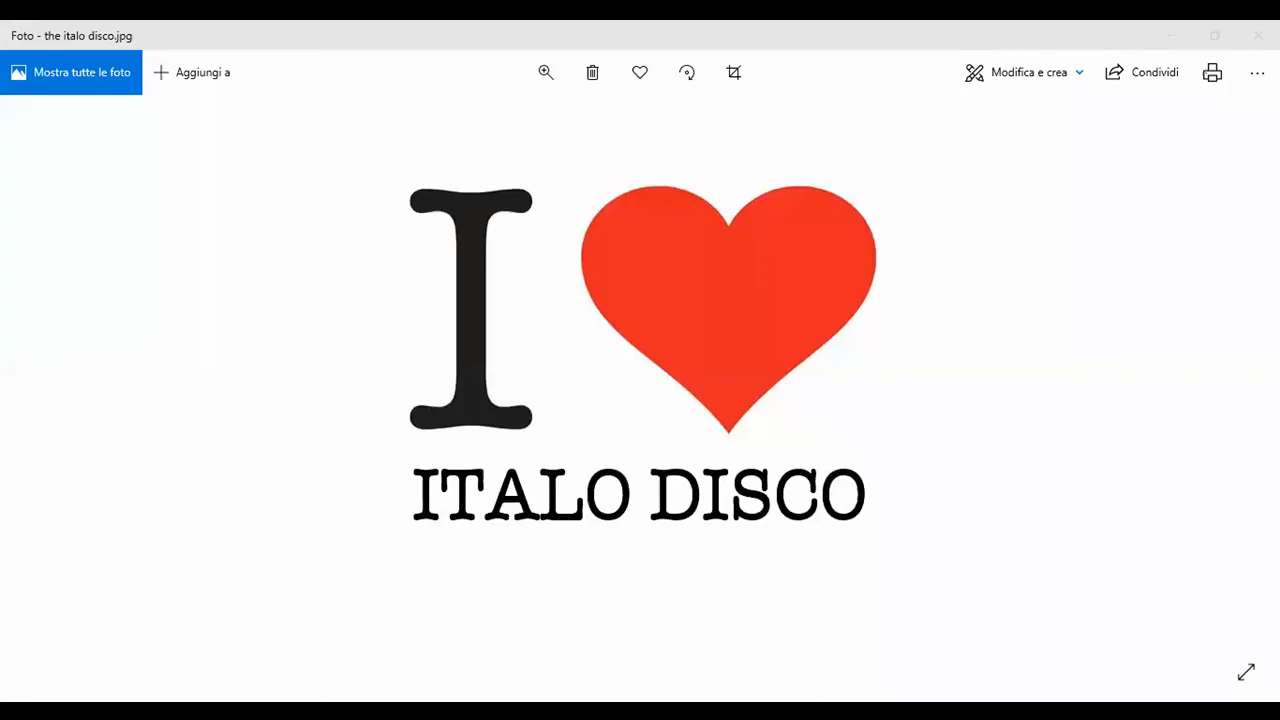 Foto - the italo disco.jpg
Mostra tutte le foto
Aggiungi a
Modifica e crea
Condividi
I
ITALO DISCO